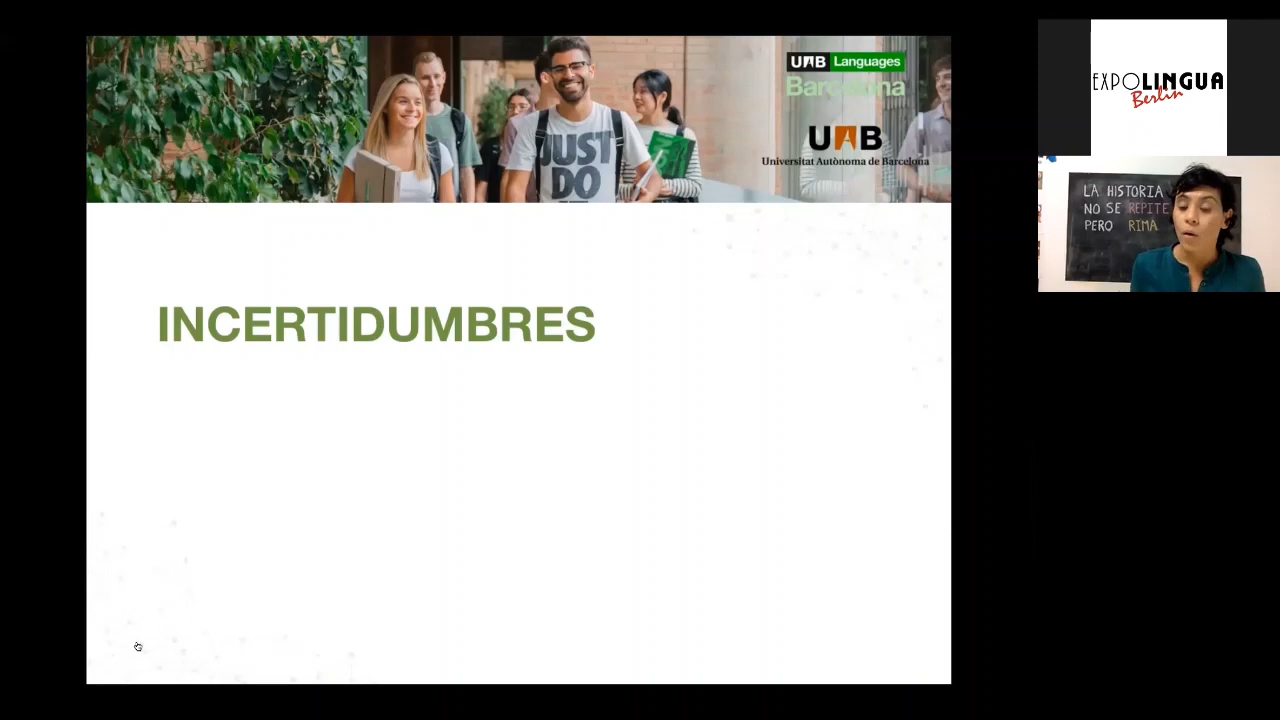 UAB Languages
Barcelona
UAB
Universitat Autònoma de Barcelona
JUST
DO
INCERTIDUMBRES
EXPOLINGUA
Berlin
LA HISTORIA
NO SE REPITE
PERO RIMA